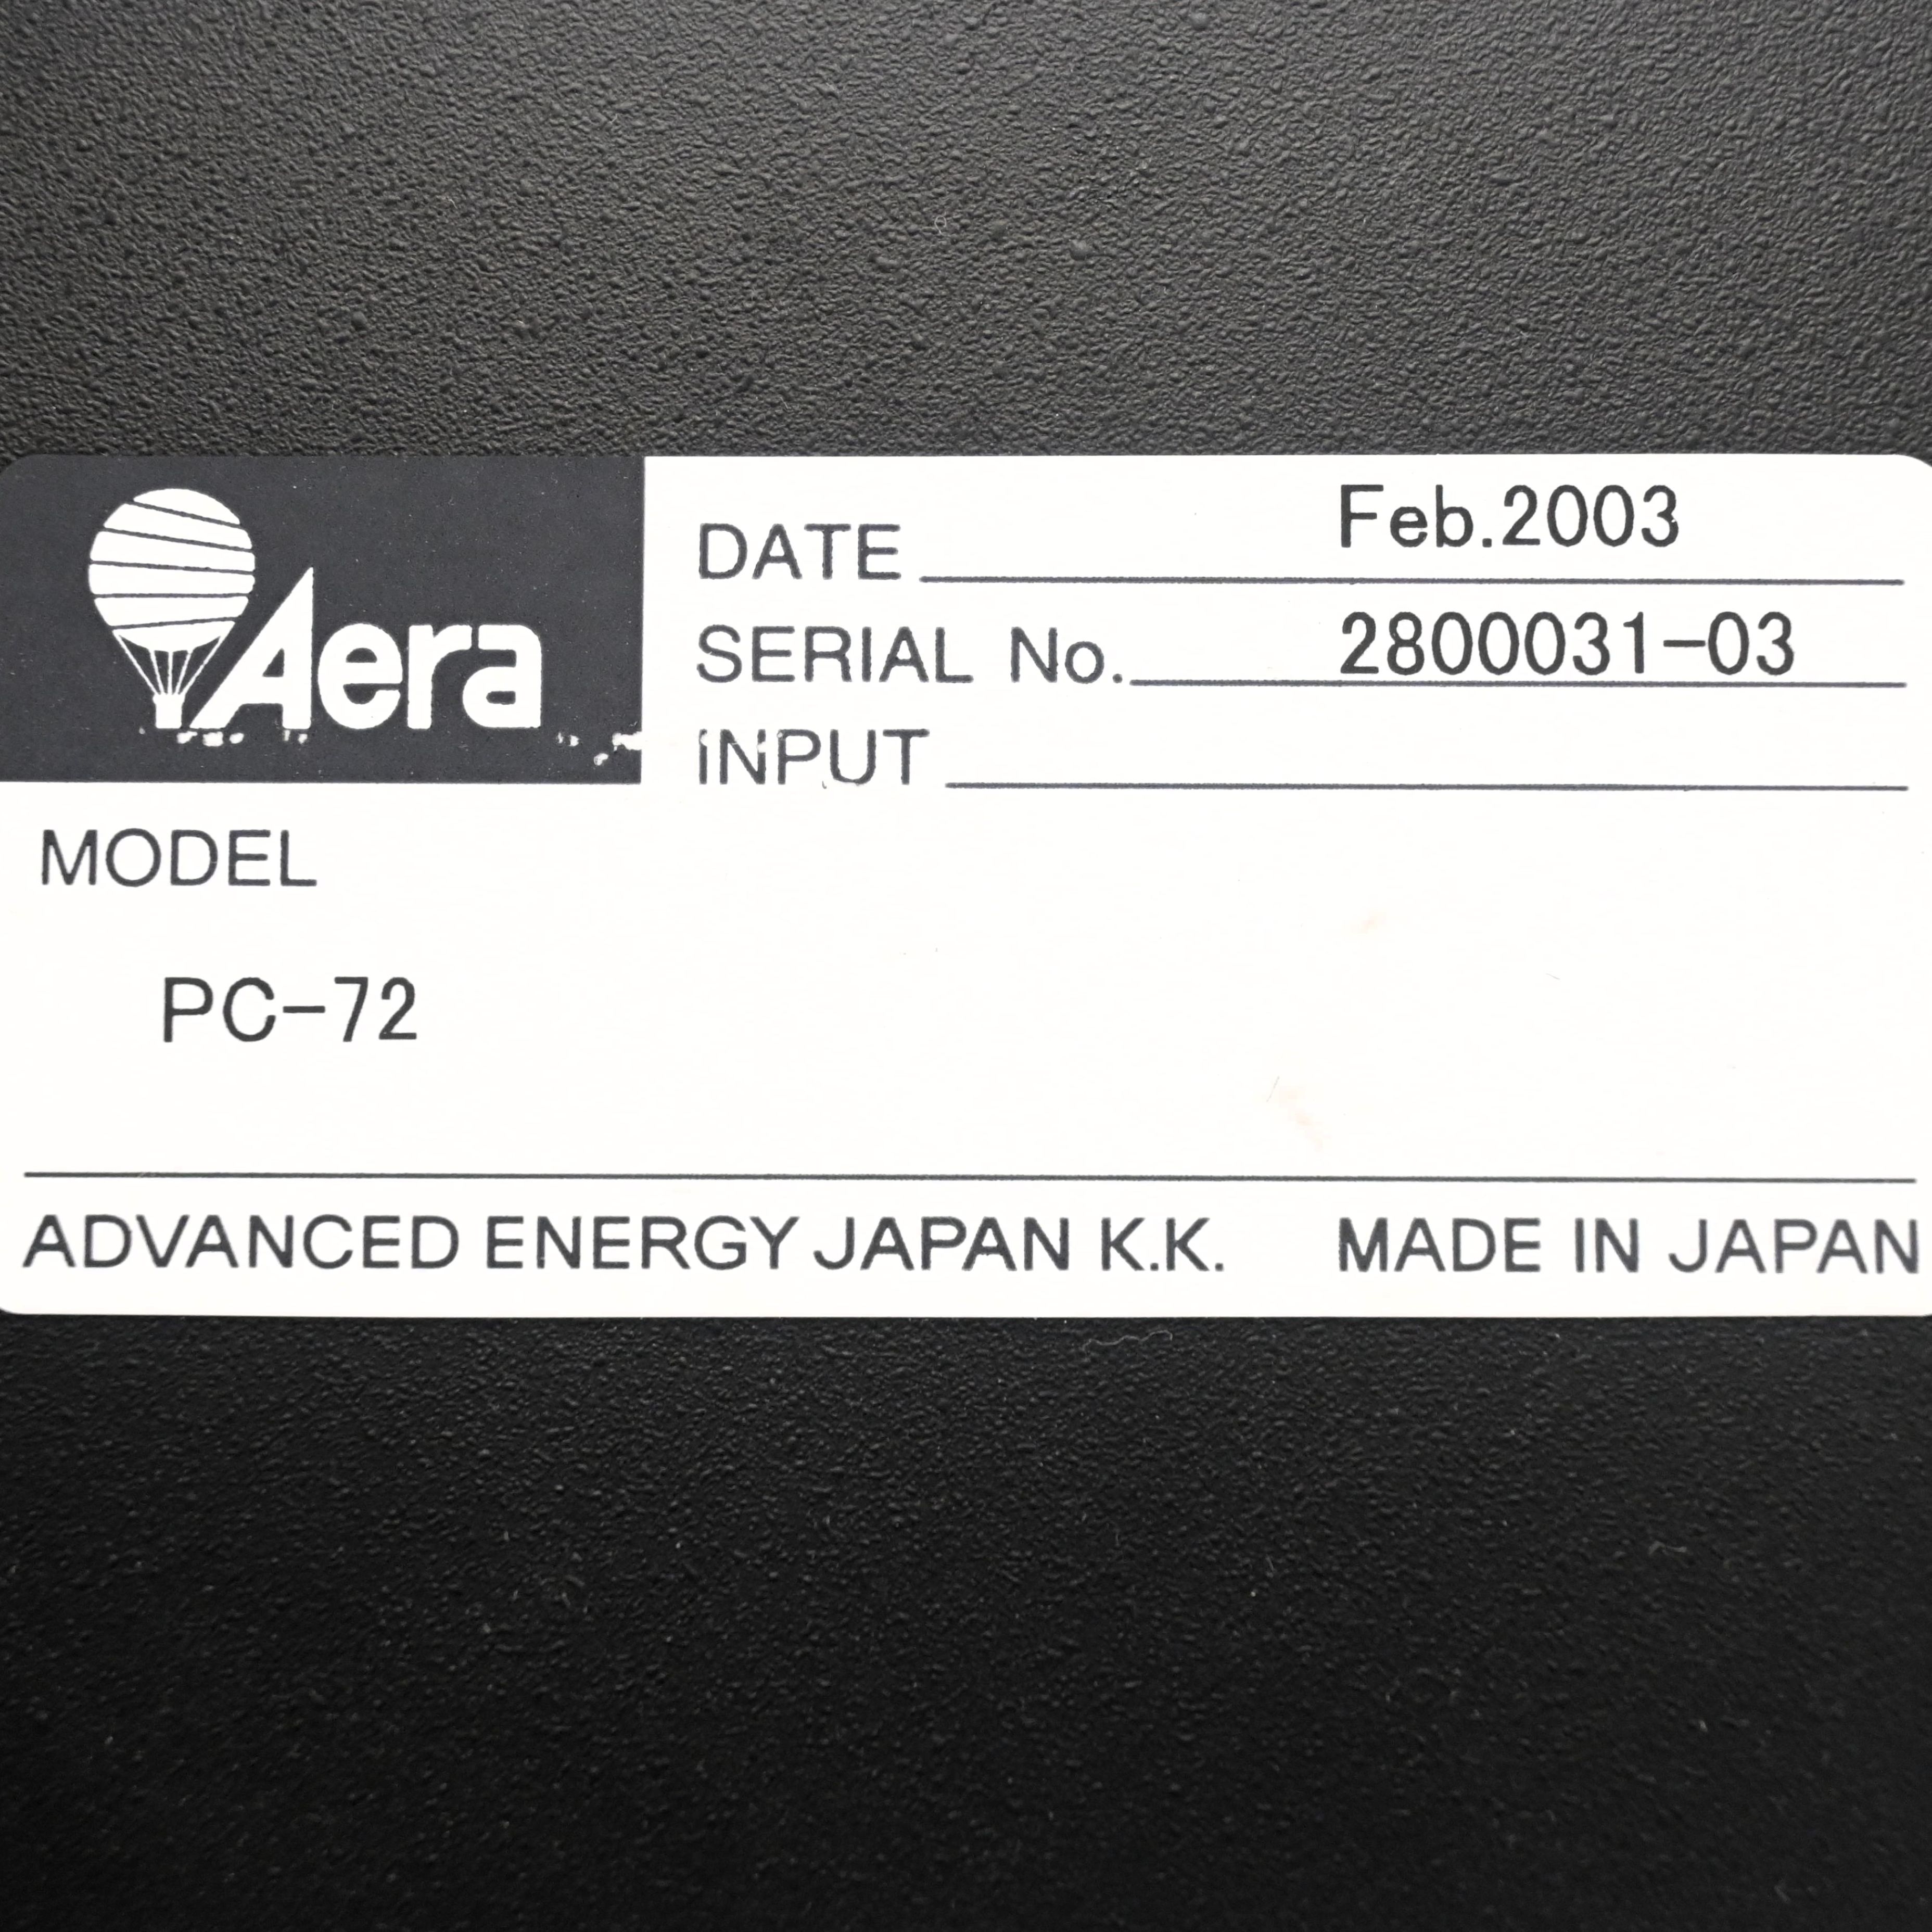 Aera
DATE Feb.2003
SERIAL No. 2800031-03
INPUT
MODEL
PC-72
ADVANCED ENERGY JAPAN K.K. MADE IN JAPAN